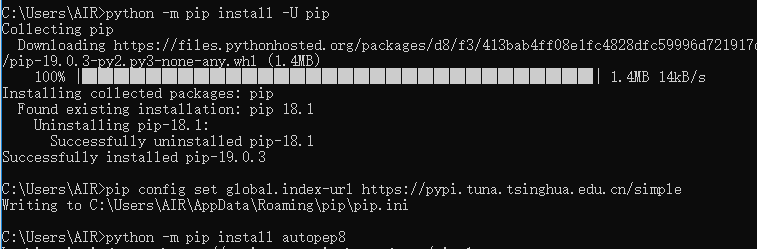 C:\Users\AIR>python -m pip install -U pip
Collecting pip
Downloading https://files.pythonhosted.org/packages/d8/f3/413bab4ff08e1fc4828dfc59996d721917
/pip-19.0.3-py2.py3-none-any.whl (1.4MB)
100% | | 1.4MB 14kB/s
Installing collected packages: pip
Found existing installation: pip 18.1
Uninstalling pip-18.1:
Successfully uninstalled pip-18.1
Successfully installed pip-19.0.3
C:\Users\AIR>pip config set global.index-url https://pypi.tuna.tsinghua.edu.cn/simple
Writing to C:\Users\AIR\AppData\Roaming\pip\pip.ini
C:\Users\AIR>python -m pip install autopep8